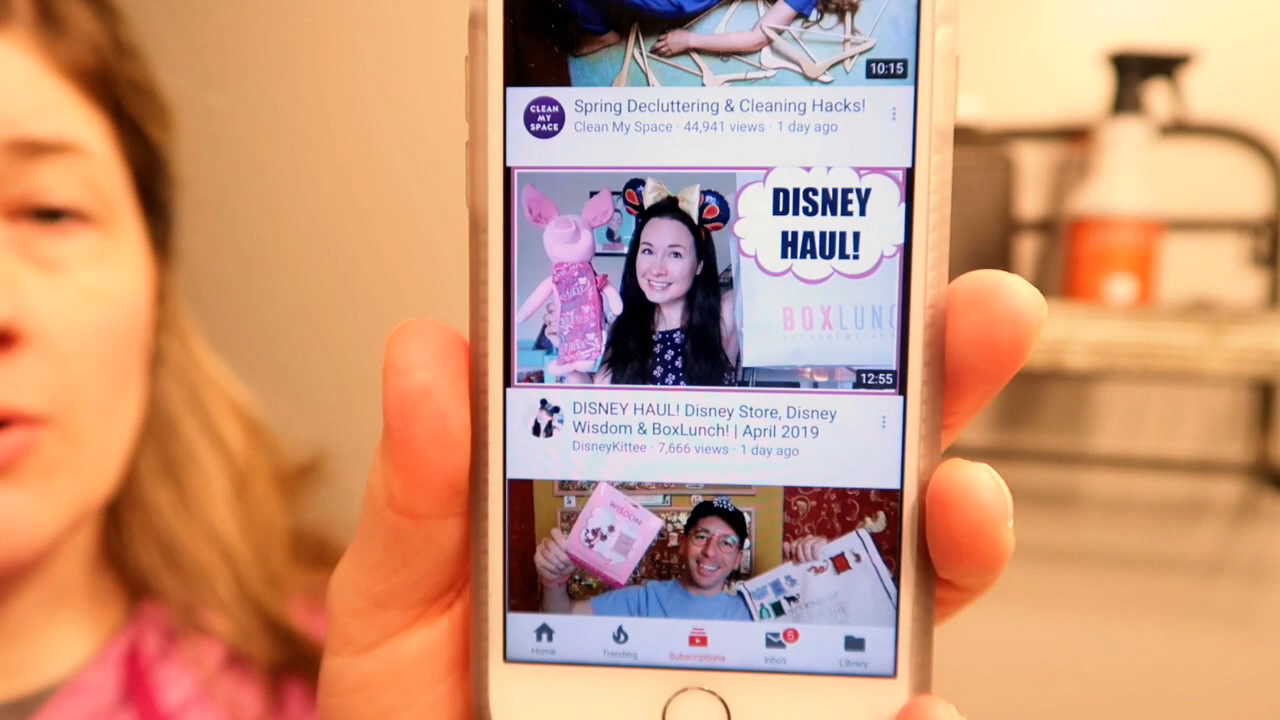 10:15
CLEAN
MY
SPACE
Spring Decluttering & Cleaning Hacks!
Clean My Space · 44,941 views · 1 day ago
DISNEY
HAUL!
BOXLUNC
12:55
DISNEY HAUL! Disney Store, Disney
Wisdom & BoxLunch! | April 2019
DisneyKittee · 7,666 views · 1 day ago
WISDOM
Home
Trending
Subscriptions
Inbox
5
Library